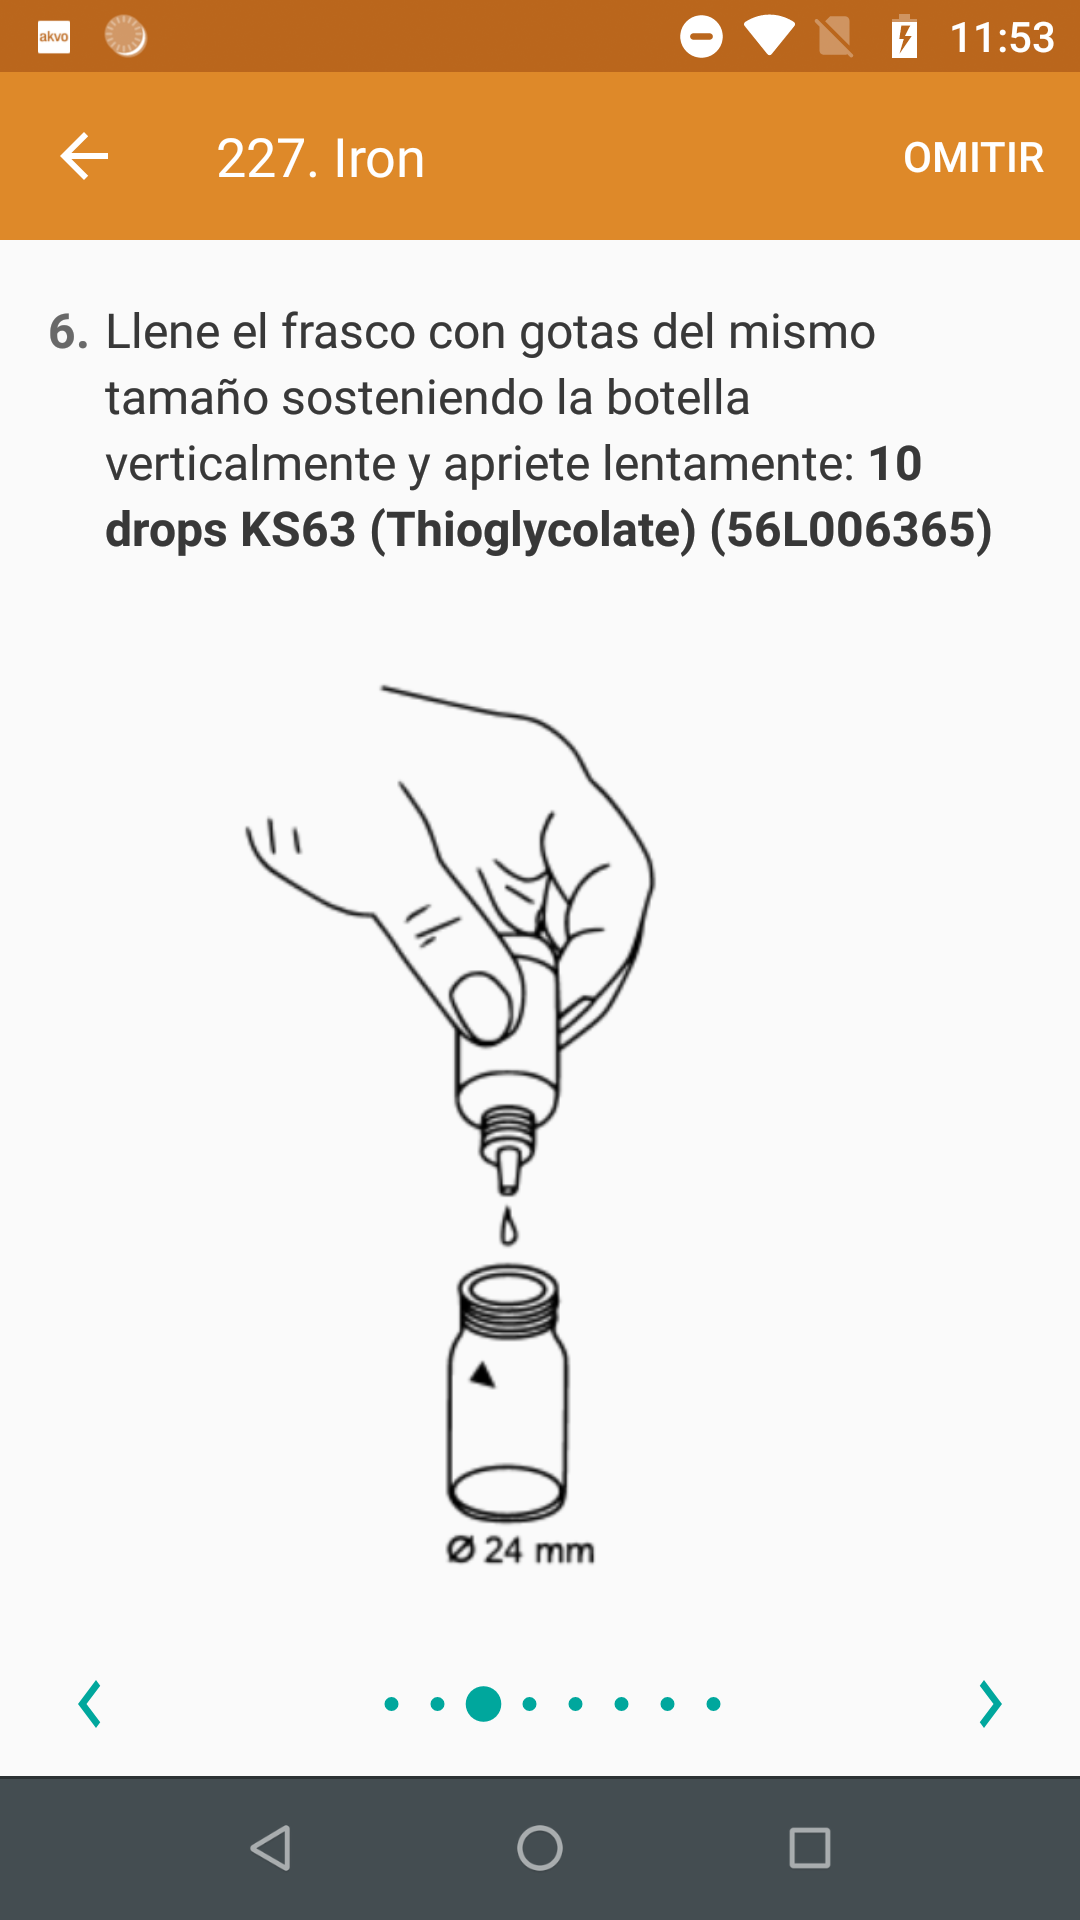 akvo
11:53
227. Iron
OMITIR
6. Llene el frasco con gotas del mismo
tamaño sosteniendo la botella
verticalmente y apriete lentamente: 10
drops KS63 (Thioglycolate) (56L006365)
Ø 24 mm